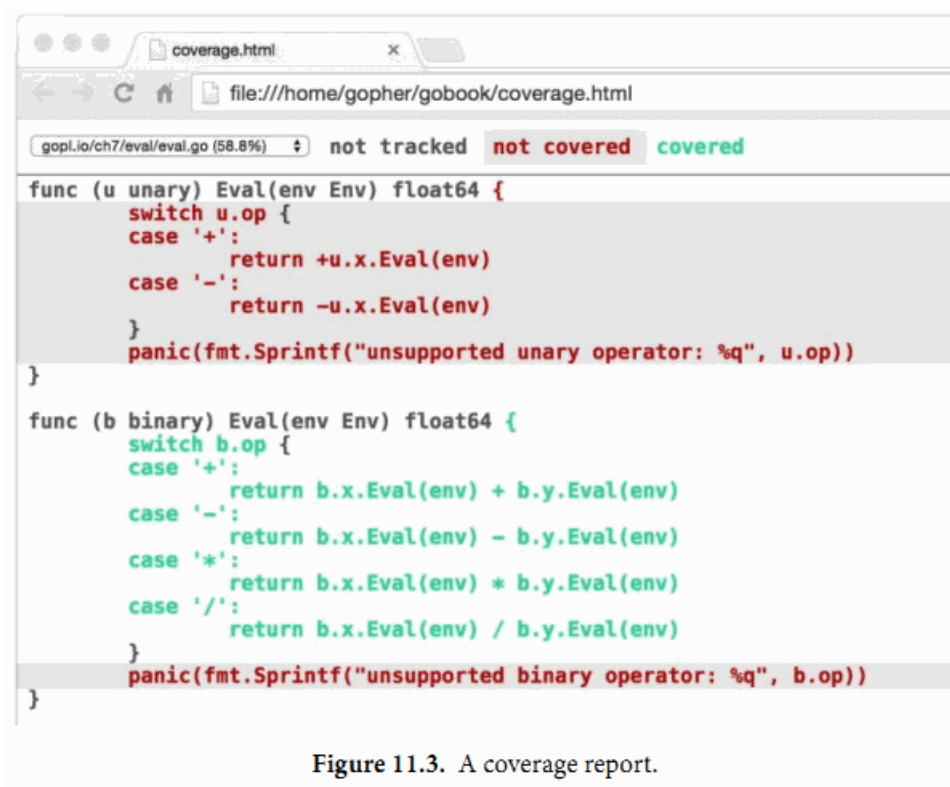 coverage.html
file:///home/gopher/gobook/coverage.html
gopl.io/ch7/eval/eval.go (58.8%) not tracked not covered covered
func (u unary) Eval(env Env) float64 {
        switch u.op {
        case '+':
                return +u.x.Eval(env)
        case '-':
                return -u.x.Eval(env)
        }
        panic(fmt.Sprintf("unsupported unary operator: %q", u.op))
}
func (b binary) Eval(env Env) float64 {
        switch b.op {
        case '+':
                return b.x.Eval(env) + b.y.Eval(env)
        case '-':
                return b.x.Eval(env) - b.y.Eval(env)
        case '*':
                return b.x.Eval(env) * b.y.Eval(env)
        case '/':
                return b.x.Eval(env) / b.y.Eval(env)
        }
        panic(fmt.Sprintf("unsupported binary operator: %q", b.op))
}
Figure 11.3. A coverage report.